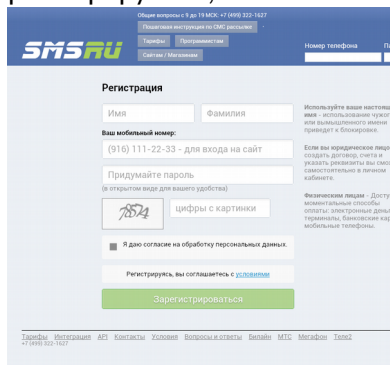 Общие вопросы с 9 до 19 МСК: +7 (499) 322-1627
Пошаговая инструкция по СМС рассылке
Тарифы Программистам
Сайтам / Магазинам
SMSRU
Номер телефона
Регистрация
Имя Фамилия
Ваш мобильный номер:
(916) 111-22-33 - для входа на сайт
Придумайте пароль
(в открытом виде для вашего удобства)
7874 цифры с картинки
Я даю согласие на обработку персональных данных.
Регистрируясь, вы соглашаетесь с условиями
Зарегистрироваться
Используйте ваше настоящ
имя - использование чужог
или вымышленного имени
приведет к блокировке.
Если вы юридическое лицо
создать договор, счета и
указать реквизиты вы смо
самостоятельно в личном
кабинете.
Физическим лицам - Досту
моментальные способы
оплаты: электронные деньг
терминалы, банковские кар
мобильные телефоны.
Тарифы Интеграция API Контакты Условия Вопросы и ответы Билайн МТС Мегафон Теле2
+7 (499) 322-1627